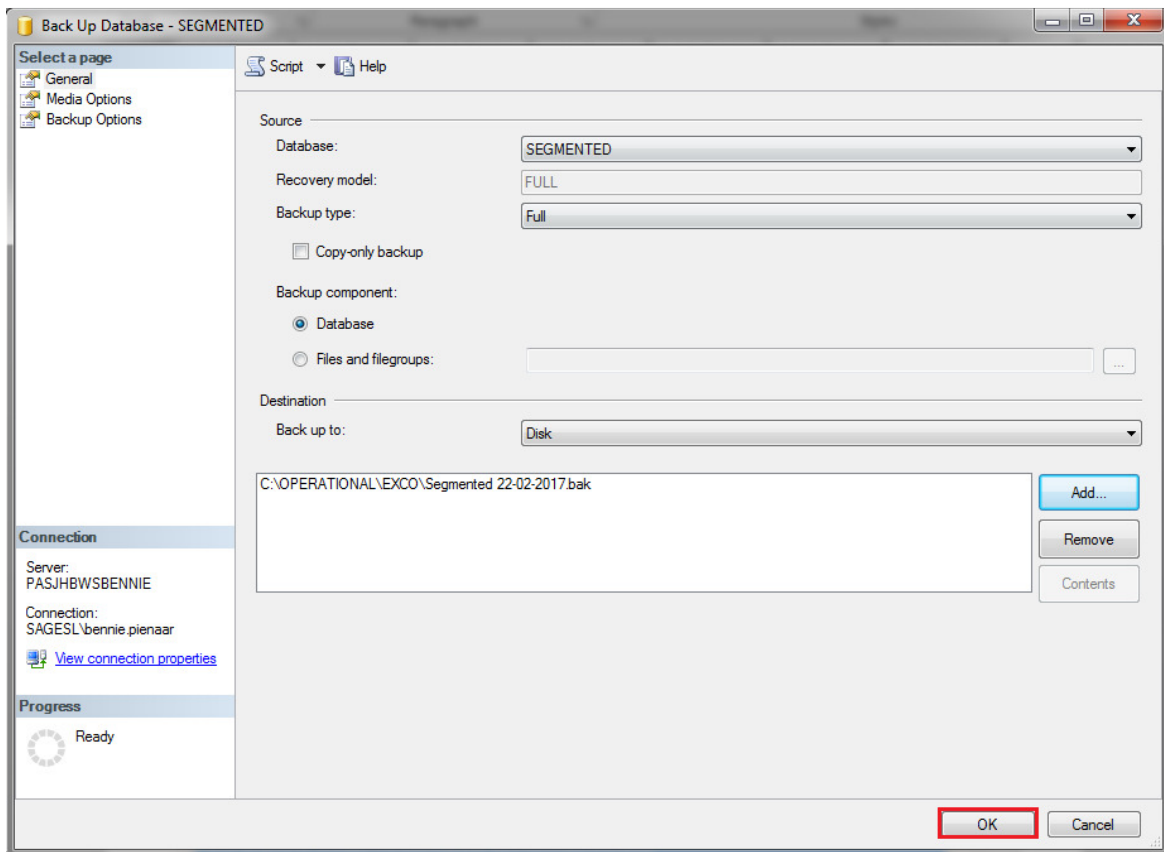 Back Up Database - SEGMENTED
Select a page
General
Media Options
Backup Options
Script
Help
Source
Database:
SEGMENTED
Recovery model:
FULL
Backup type:
Full
Copy-only backup
Backup component:
Database
Files and filegroups:
...
Destination
Back up to:
Disk
C:\OPERATIONAL\EXCO\Segmented 22-02-2017.bak
Add...
Remove
Contents
Connection
Server:
PASJHBWSBENNIE
Connection:
SAGESL\bennie.pienaar
View connection properties
Progress
Ready
OK
Cancel